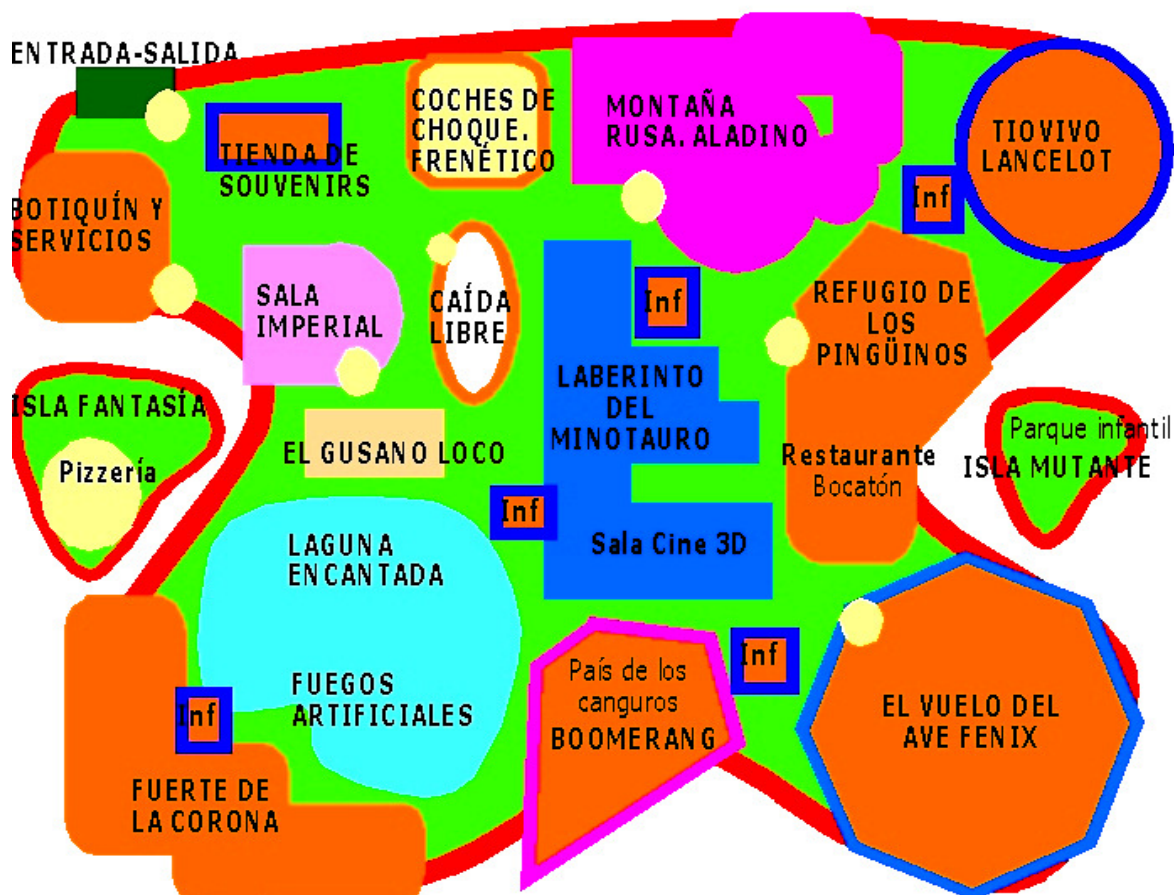 ENTRADA-SALIDA
COCHES DE
CHOQUE.
FRENÉTICO
MONTAÑA
RUSA. ALADINO
TIOVIVO
LANCELOT
TIENDA DE
SOUVENIRS
BOTIQUÍN Y
SERVICIOS
Inf
SALA
IMPERIAL
CAÍDA
LIBRE
Inf
REFUGIO DE
LOS
PINGÜINOS
LABERINTO
DEL
MINOTAURO
ISLA FANTASÍA
Pizzería
EL GUSANO LOCO
Restaurante
Bocatón
Parque infantil
ISLA MUTANTE
Inf
Sala Cine 3D
LAGUNA
ENCANTADA
FUEGOS
ARTIFICIALES
Inf
País de los
canguros
BOOMERANG
Inf
EL VUELO DEL
AVE FENIX
FUERTE DE
LA CORONA